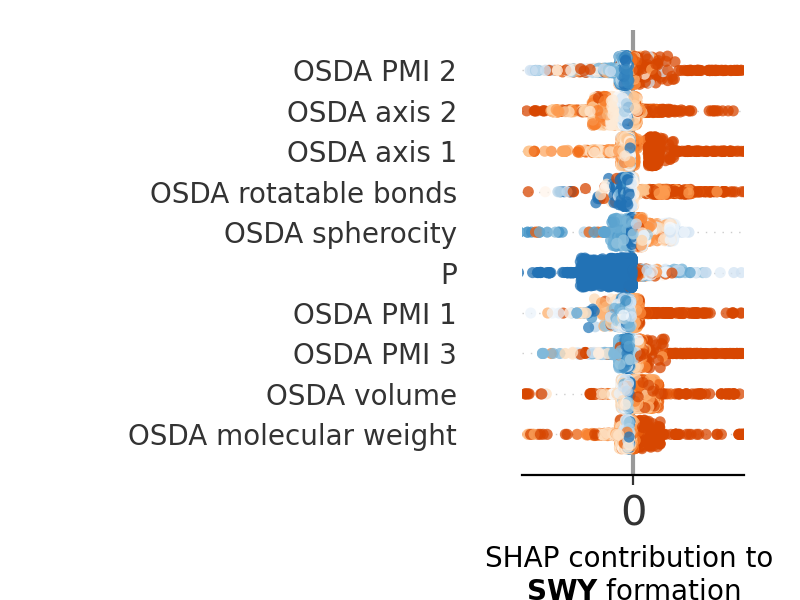 OSDA PMI 2
OSDA axis 2
OSDA axis 1
OSDA rotatable bonds
OSDA spherocity
P
OSDA PMI 1
OSDA PMI 3
OSDA volume
OSDA molecular weight
0
SHAP contribution to
SWY formation